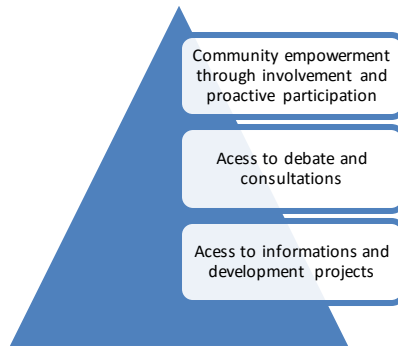 Community empowerment
through involvement and
proactive participation
Acess to debate and
consultations
Acess to informations and
development projects